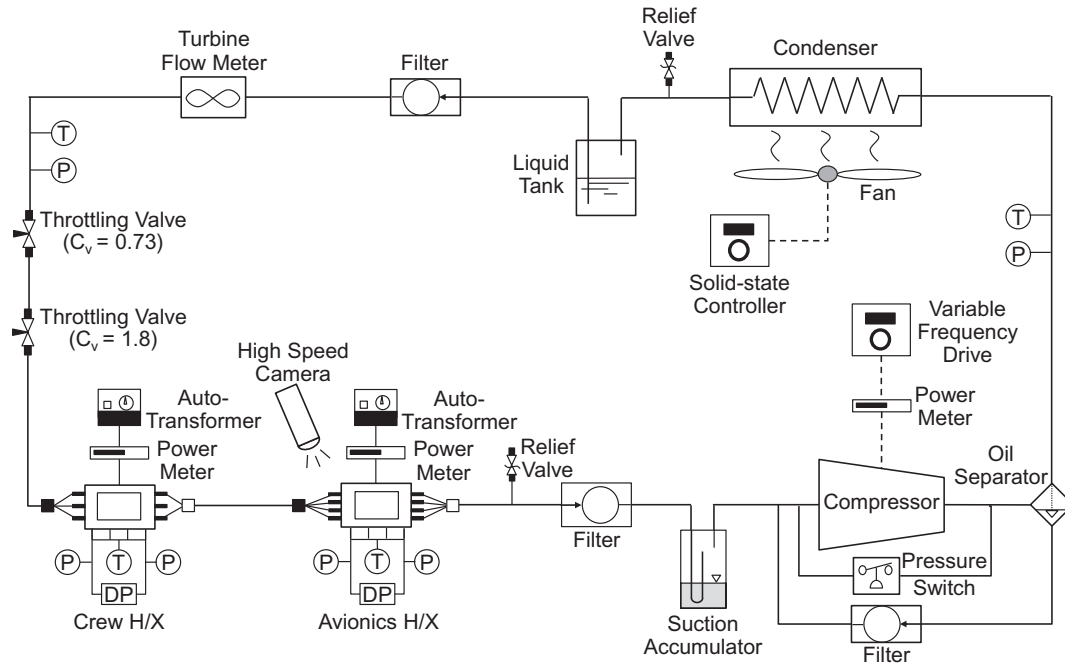 Turbine
Flow Meter
Filter
Relief
Valve
Condenser
T
P
Liquid
Tank
Fan
T
P
Throttling Valve
(Cv = 0.73)
Solid-state
Controller
Throttling Valve
(Cv = 1.8)
Variable
Frequency
Drive
High Speed
Camera
Auto-
Transformer
Auto-
Transformer
Power
Meter
Power
Meter
Power
Meter
Relief
Valve
Oil
Separator
Compressor
Filter
P
T
P
DP
Crew H/X
P
T
P
DP
Avionics H/X
Pressure
Switch
Suction
Accumulator
Filter